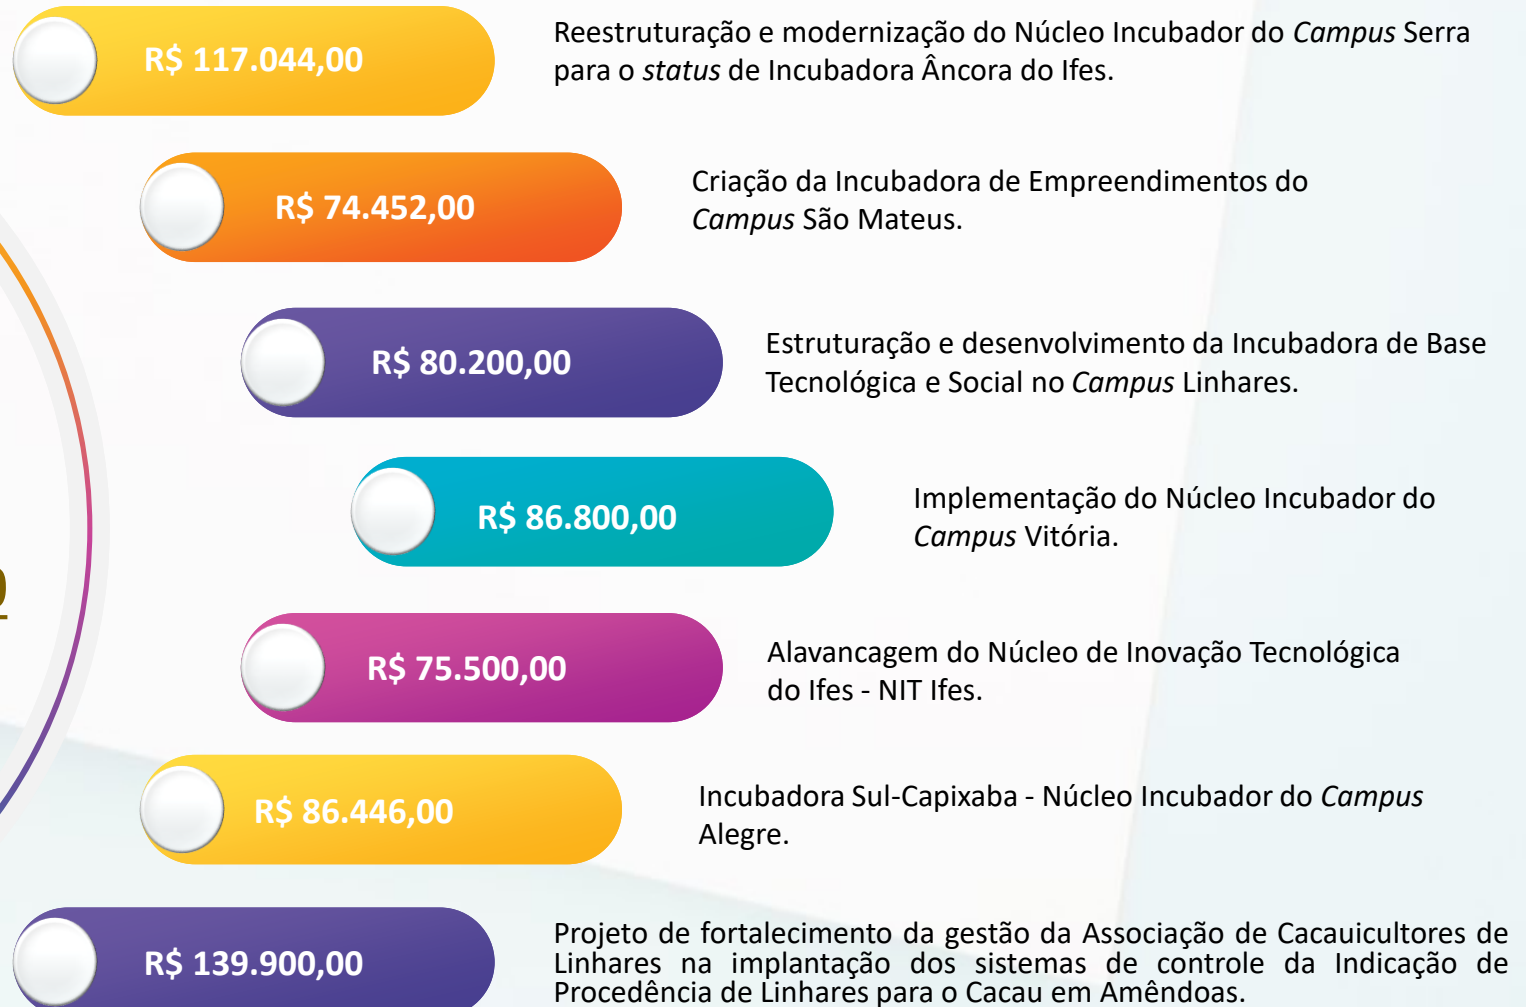 R$ 117.044,00
Reestruturação e modernização do Núcleo Incubador do Campus Serra
para o status de Incubadora Âncora do Ifes.
R$ 74.452,00
Criação da Incubadora de Empreendimentos do
Campus São Mateus.
R$ 80.200,00
Estruturação e desenvolvimento da Incubadora de Base
Tecnológica e Social no Campus Linhares.
R$ 86.800,00
Implementação do Núcleo Incubador do
Campus Vitória.
R$ 75.500,00
Alavancagem do Núcleo de Inovação Tecnológica
do Ifes - NIT Ifes.
R$ 86.446,00
Incubadora Sul-Capixaba - Núcleo Incubador do Campus
Alegre.
R$ 139.900,00
Projeto de fortalecimento da gestão da Associação de Cacauicultores de
Linhares na implantação dos sistemas de controle da Indicação de
Procedência de Linhares para o Cacau em Amêndoas.